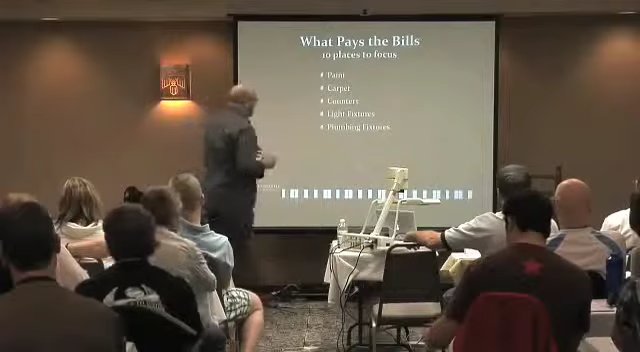 What Pays the Bills
10 places to focus
Paint
Carpet
Counters
Light Fixtures
Plumbing Fixtures